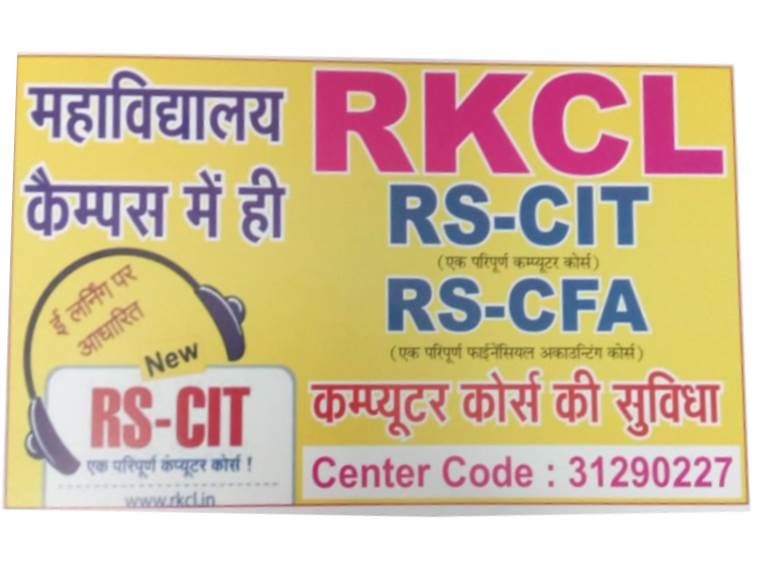 महाविद्यालय
कैम्पस में ही
ई लर्निंग पर
आधारित
New
RS-CIT
एक परिपूर्ण कंप्यूटर कोर्स !
www.rkcl.in
RKCL
RS-CIT
(एक परिपूर्ण कम्प्यूटर कोर्स)
RS-CFA
(एक परिपूर्ण फाईनेंसियल अकाउन्टिंग कोर्स)
कम्प्यूटर कोर्स की सुविधा
Center Code : 31290227